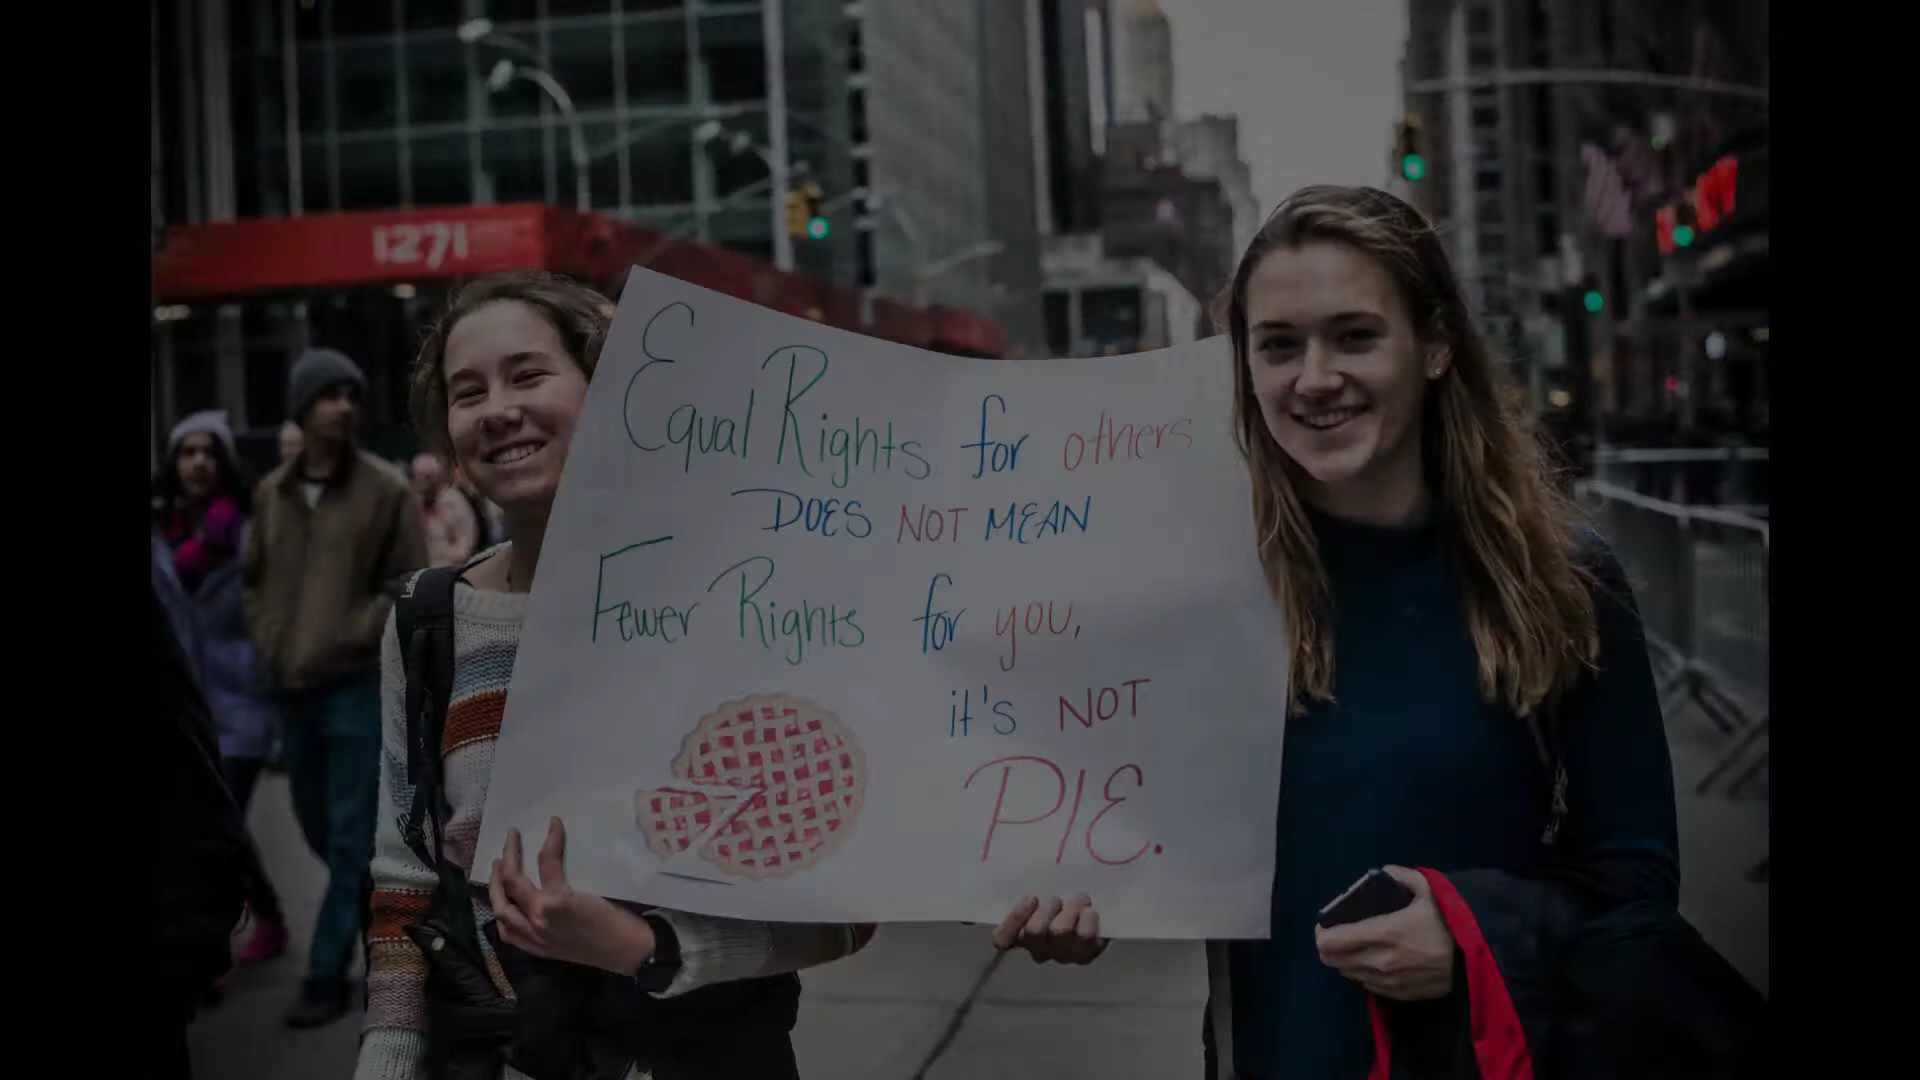 1271
Equal Rights for others
DOES NOT MEAN
Fewer Rights for you,
it's NOT
PIE.